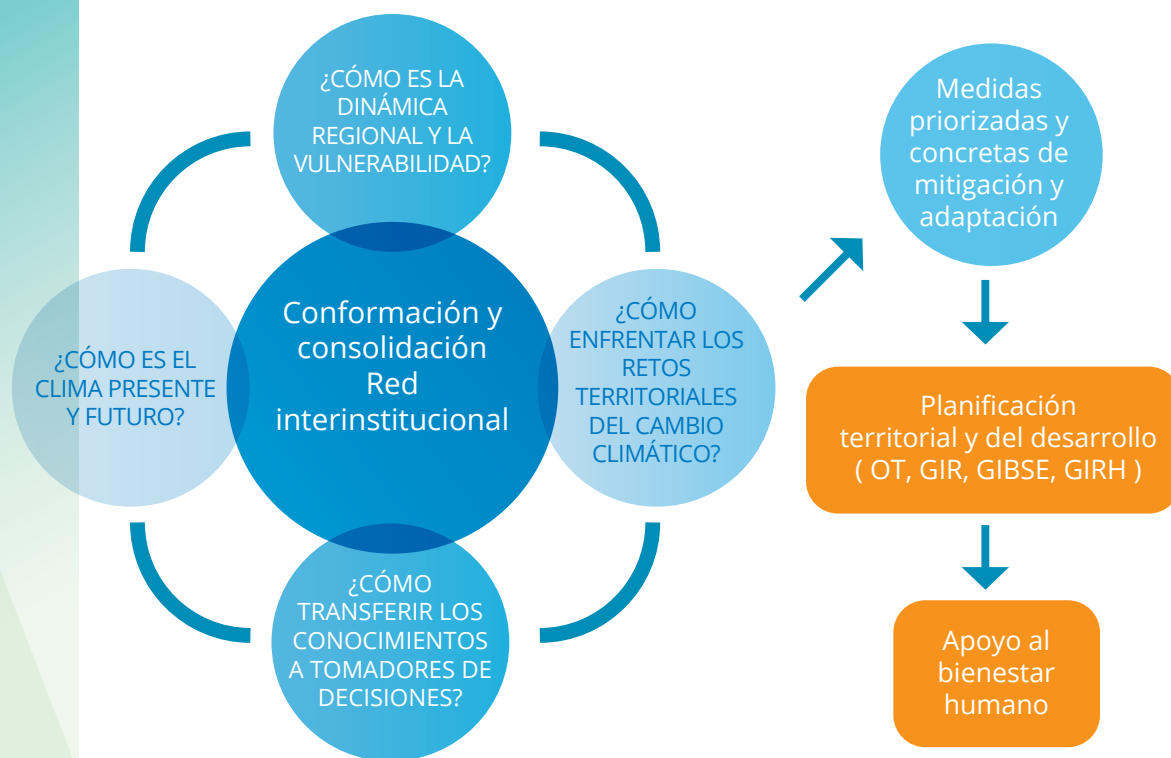 ¿CÓMO ES LA
DINÁMICA
REGIONAL Y LA
VULNERABILIDAD?
Conformación y
consolidación
Red
interinstitucional
¿CÓMO ES EL
CLIMA PRESENTE
Y FUTURO?
¿CÓMO
ENFRENTAR LOS
RETOS
TERRITORIALES
DEL CAMBIO
CLIMÁTICO?
¿CÓMO
TRANSFERIR LOS
CONOCIMIENTOS
A TOMADORES DE
DECISIONES?
Medidas
priorizadas y
concretas de
mitigación y
adaptación
Planificación
territorial y del desarrollo
( OT, GIR, GIBSE, GIRH )
Apoyo al
bienestar
humano